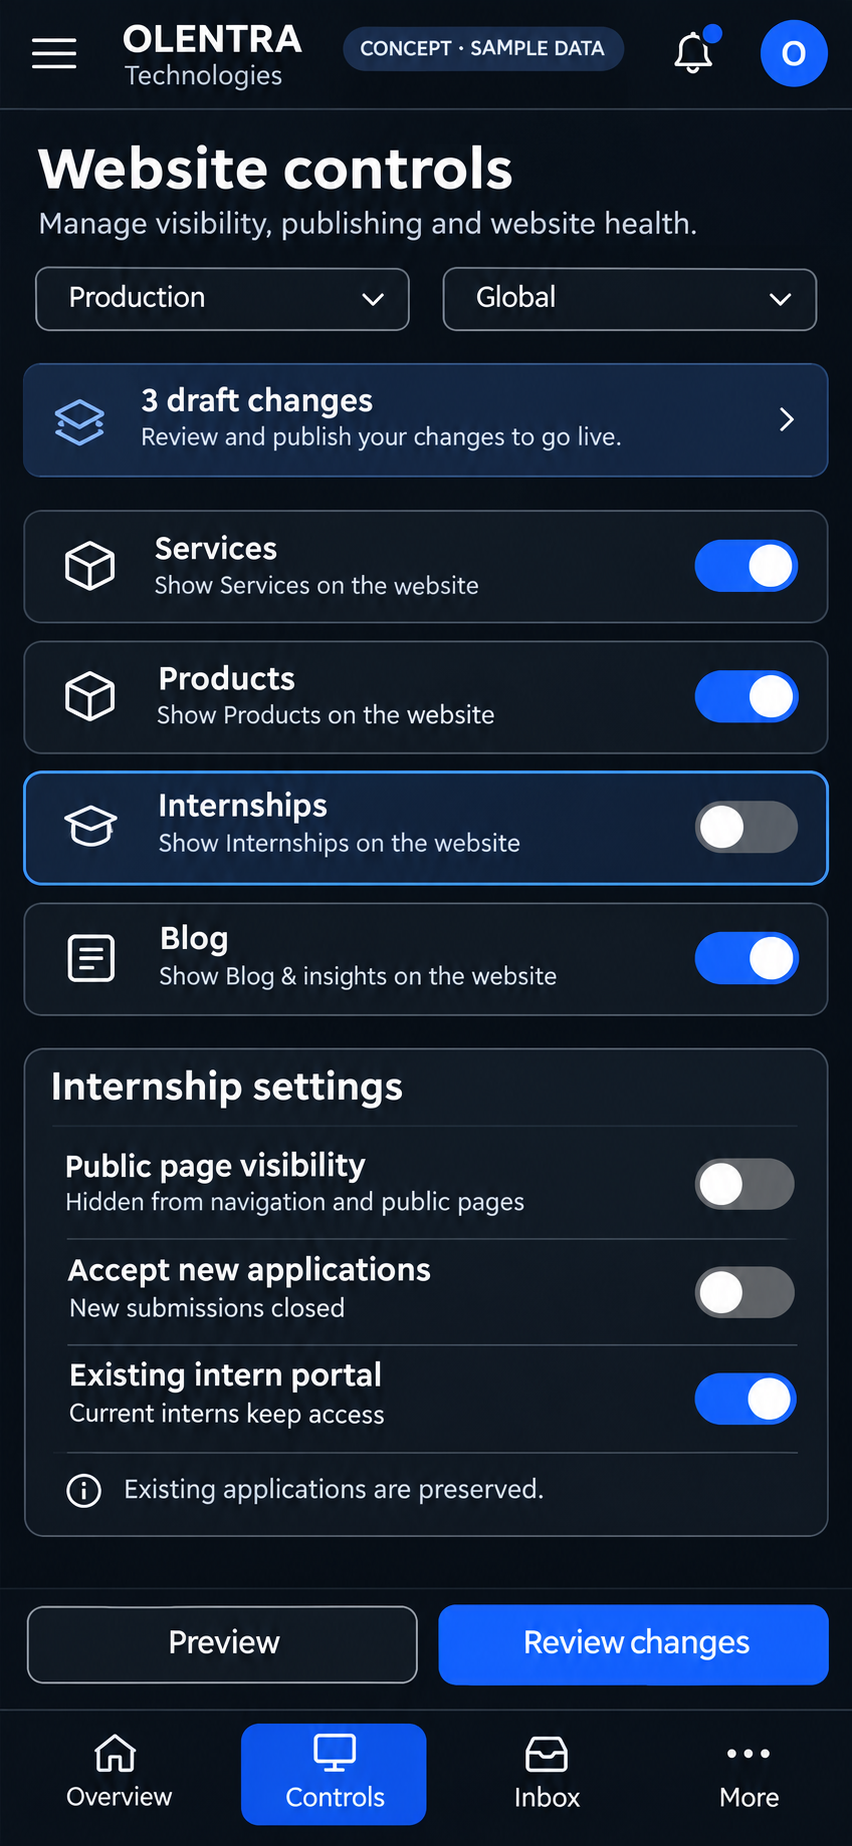 OLENTRA
Technologies
CONCEPT · SAMPLE DATA
O
Website controls
Manage visibility, publishing and website health.
Production
Global
3 draft changes
Review and publish your changes to go live.
Services
Show Services on the website
Products
Show Products on the website
Internships
Show Internships on the website
Blog
Show Blog & insights on the website
Internship settings
Public page visibility
Hidden from navigation and public pages
Accept new applications
New submissions closed
Existing intern portal
Current interns keep access
Existing applications are preserved.
Preview
Review changes
Overview
Controls
Inbox
More